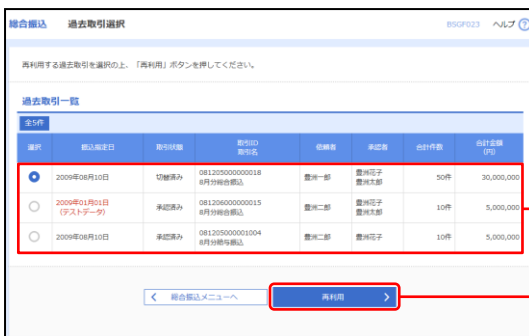 総合振込 過去取引選択 BSGF023 ヘルプ ?
再利用する過去取引を選択の上、「再利用」ボタンを押してください。
過去取引一覧
全5件
選択 振込指定日 取引状態 取引ID 依頼者 承認者 合計件数 合計金額
取引名 (円)
2009年08月10日 切替済み 081205000000018 豊洲一郎 豊洲花子 50件 30,000,000
8月分総合振込 豊洲太郎
2009年01月01日 承認済み 081206000000015 豊洲二郎 豊洲花子 10件 5,000,000
(テストデータ) 8月分総合振込 豊洲太郎
2009年08月10日 承認済み 081205000001004 豊洲二郎 豊洲花子 10件 5,000,000
8月分給与振込
総合振込メニューへ 再利用